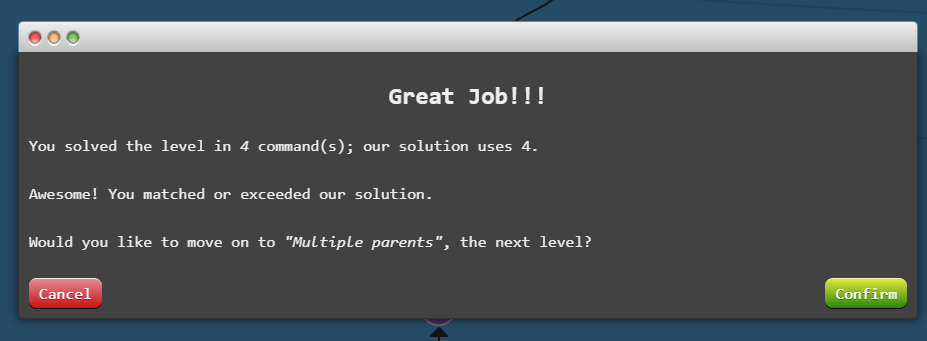 Great Job!!!
You solved the level in 4 command(s); our solution uses 4.
Awesome! You matched or exceeded our solution.
Would you like to move on to "Multiple parents", the next level?
Cancel
Confirm